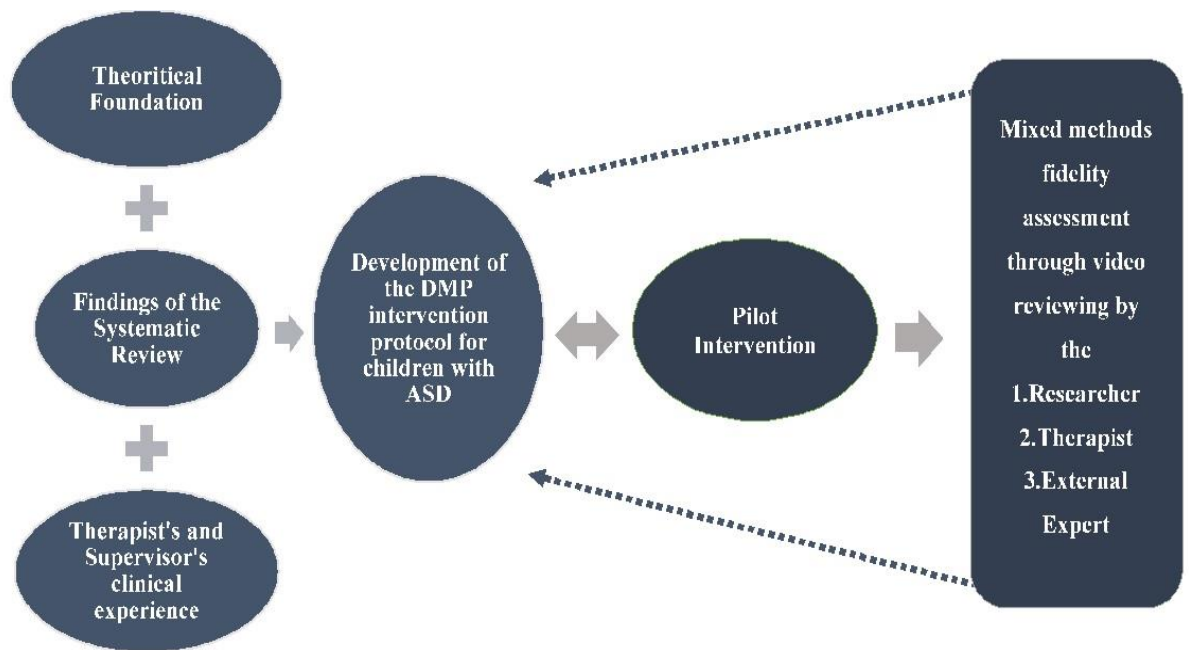 Theoritical
Foundation
Findings of the
Systematic
Review
Therapist's and
Supervisor's
clinical
experience
Development of
the DMP
intervention
protocol for
children with
ASD
Pilot
Intervention
Mixed methods
fidelity
assessment
through video
reviewing by
the
1.Researcher
2.Therapist
3.External
Expert